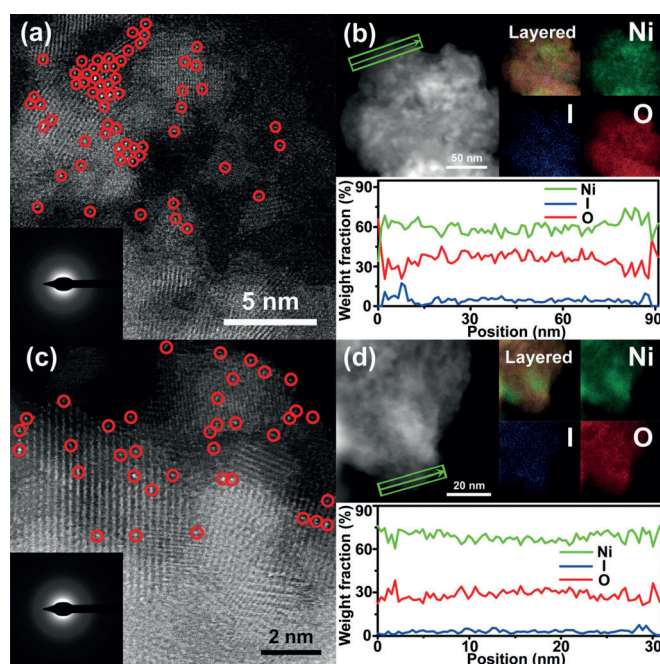 (a)
5 nm
(b)
50 nm
Layered
Ni
I
O
Weight fraction (%)
90
60
30
0
Ni
I
O
0
30
60
90
Position (nm)
(c)
2 nm
(d)
20 nm
Layered
Ni
I
O
Weight fraction (%)
90
60
30
0
Ni
I
O
0
10
20
30
Position (nm)